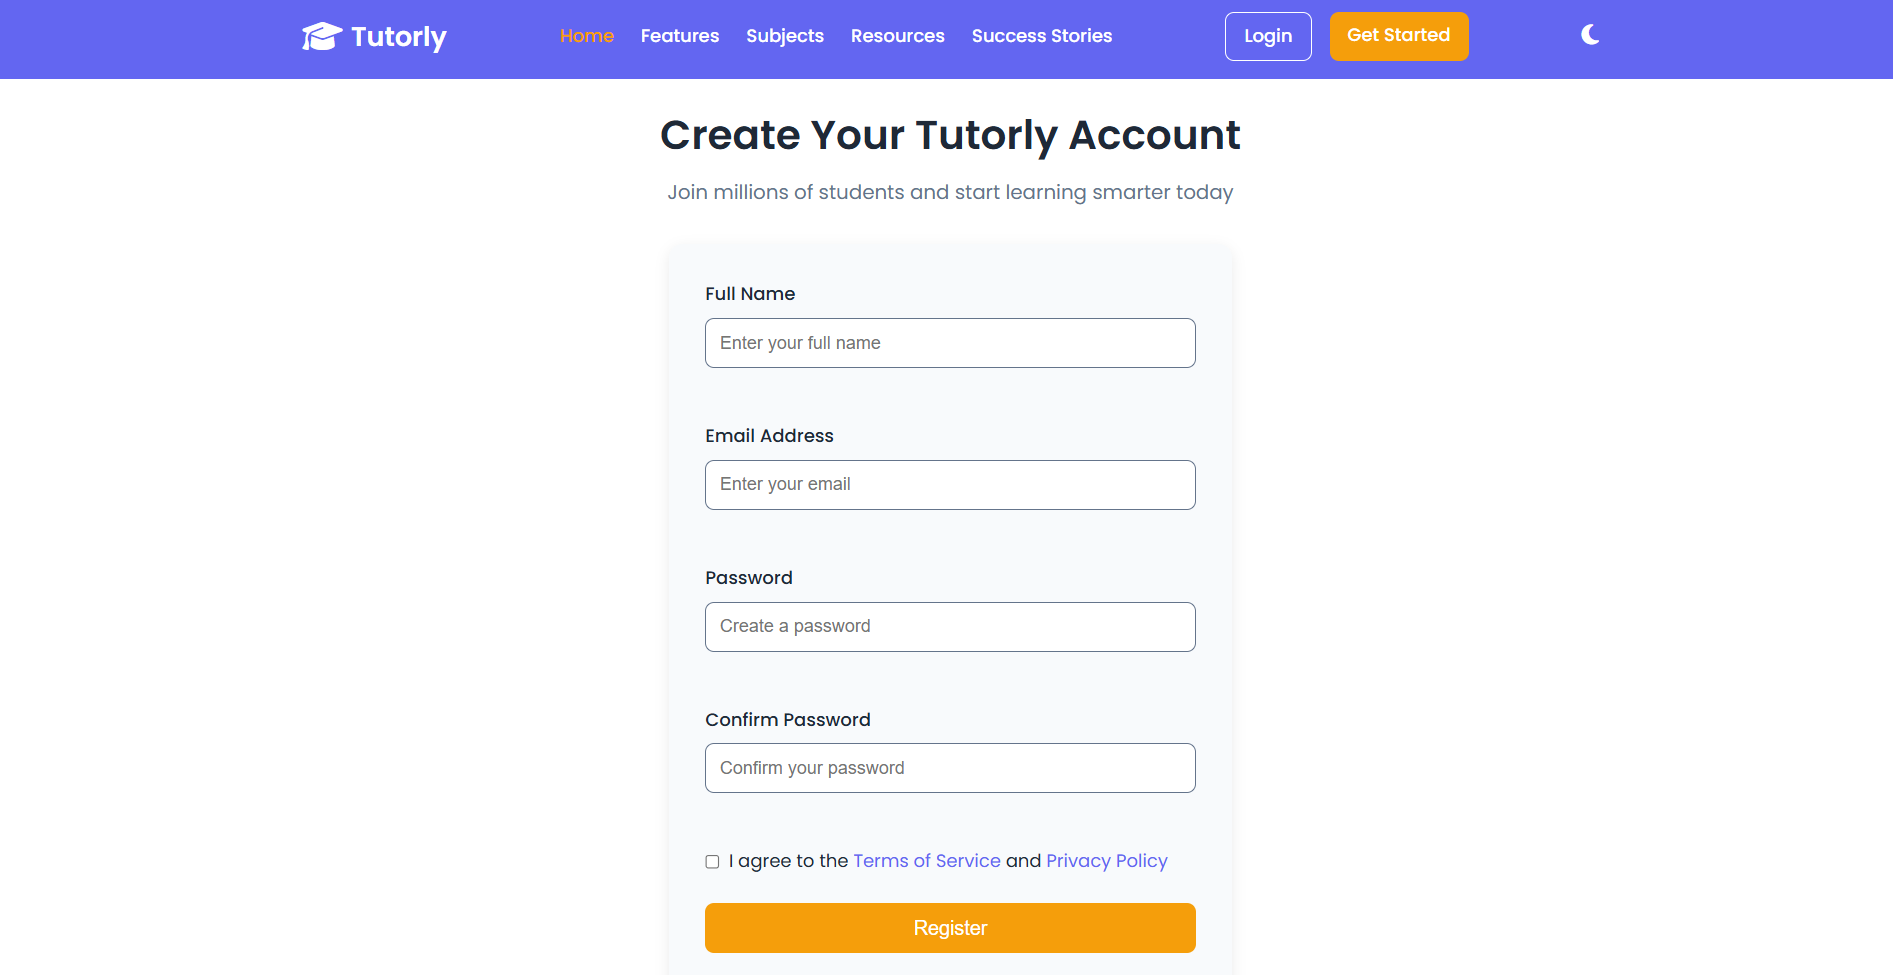 Tutorly
Home Features Subjects Resources Success Stories
Login
Get Started
Create Your Tutorly Account
Join millions of students and start learning smarter today
Full Name
Enter your full name
Email Address
Enter your email
Password
Create a password
Confirm Password
Confirm your password
I agree to the Terms of Service and Privacy Policy
Register